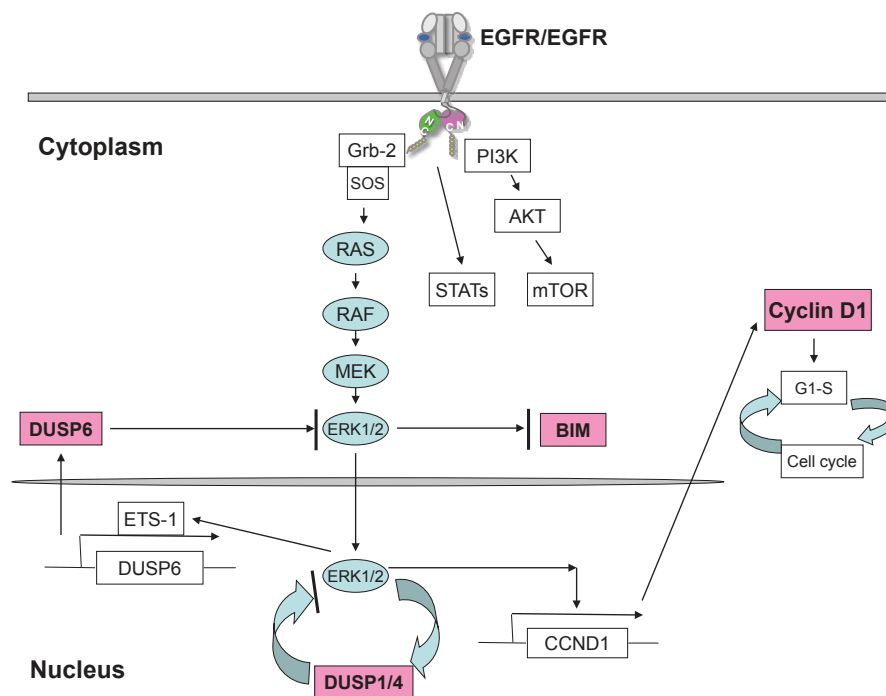 EGFR/EGFR
C N
C N
Cytoplasm
Grb-2
SOS
PI3K
AKT
RAS
STATs
mTOR
RAF
Cyclin D1
MEK
G1-S
DUSP6
ERK1/2
BIM
Cell cycle
ETS-1
DUSP6
ERK1/2
CCND1
Nucleus
DUSP1/4